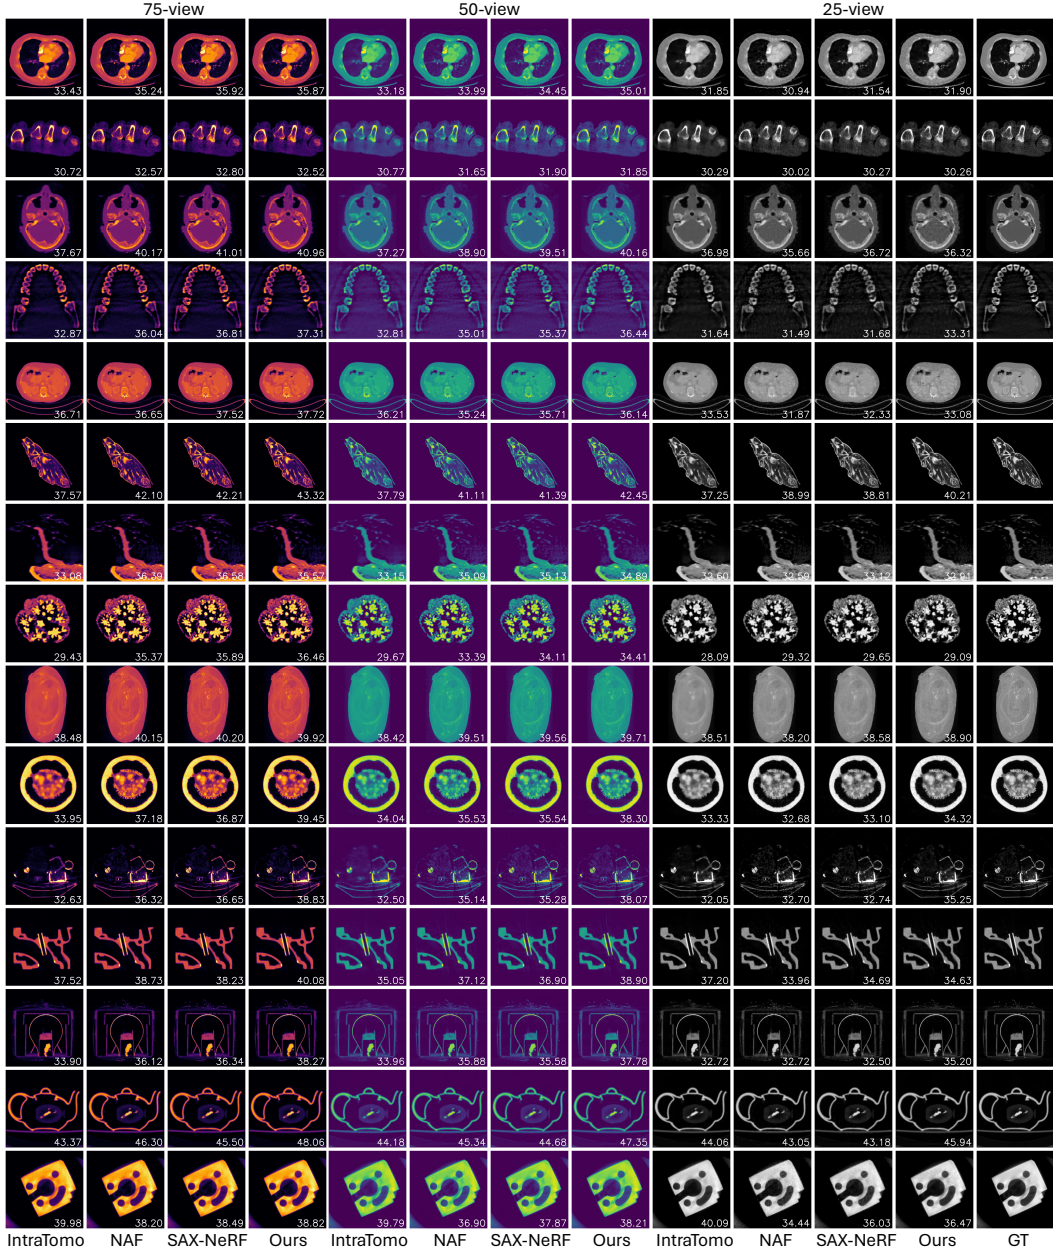 75-view 50-view 25-view
33.43 35.24 35.92 35.87 33.18 33.99 34.45 35.01 31.85 30.94 31.54 31.90
30.72 32.57 32.80 32.52 30.77 31.65 31.90 31.85 30.29 30.02 30.27 30.26
37.67 40.17 41.01 40.96 37.27 38.90 39.51 40.16 36.98 35.66 36.72 36.32
32.87 36.04 36.81 37.31 32.81 35.01 35.37 36.44 31.64 31.49 31.68 33.31
36.71 36.65 37.52 37.72 36.21 35.24 35.71 36.14 33.53 31.87 32.33 33.08
37.57 42.10 42.21 43.32 37.79 41.11 41.39 42.45 37.25 38.99 38.81 40.21
33.08 36.39 36.58 35.57 33.15 35.09 35.13 34.89 32.60 32.59 33.12
29.43 35.37 35.89 36.46 29.67 33.39 34.11 34.41 28.09 29.32 29.65 29.09
38.48 40.15 40.20 39.92 38.42 39.51 39.56 39.71 38.51 38.20 38.58 38.90
33.95 37.18 36.87 39.45 34.04 35.53 35.54 38.30 33.33 32.68 33.10 34.32
32.63 36.32 36.65 38.83 32.50 35.14 35.28 38.07 32.05 32.70 32.74 35.25
37.52 38.73 38.23 40.08 35.05 37.12 36.90 38.90 37.20 33.96 34.69 34.63
33.90 36.12 36.34 38.27 33.96 35.88 35.58 37.78 32.72 32.72 32.50 35.20
43.37 46.30 45.50 48.06 44.18 45.34 44.68 47.35 44.06 43.05 43.18 45.94
39.98 38.20 38.49 38.82 39.79 36.90 37.87 38.21 40.09 34.44 36.03 36.47
IntraTomo NAF SAX-NeRF Ours IntraTomo NAF SAX-NeRF Ours IntraTomo NAF SAX-NeRF Ours GT